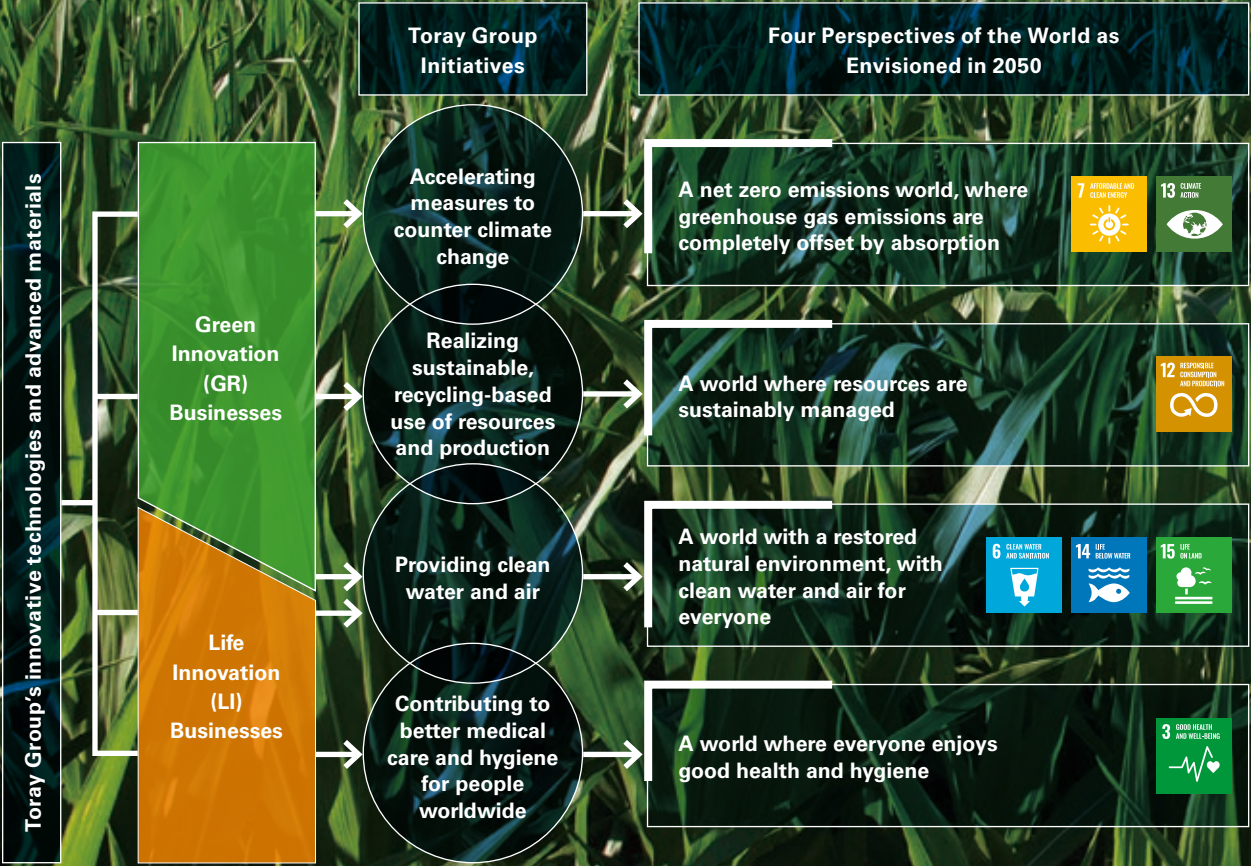 Toray Group
Initiatives
Four Perspectives of the World as
Envisioned in 2050
Toray Group's innovative technologies and advanced materials
Green
Innovation
(GR)
Businesses
Life
Innovation
(LI)
Businesses
Accelerating
measures to
counter climate
change
Realizing
sustainable,
recycling-based
use of resources
and production
Providing clean
water and air
Contributing to
better medical
care and hygiene
for people
worldwide
A net zero emissions world, where
greenhouse gas emissions are
completely offset by absorption
7 AFFORDABLE AND
CLEAN ENERGY
13 CLIMATE
ACTION
A world where resources are
sustainably managed
12 RESPONSIBLE
CONSUMPTION
AND PRODUCTION
A world with a restored
natural environment, with
clean water and air for
everyone
6 CLEAN WATER
AND SANITATION
14 LIFE
BELOW WATER
15 LIFE
ON LAND
A world where everyone enjoys
good health and hygiene
3 GOOD HEALTH
AND WELL-BEING